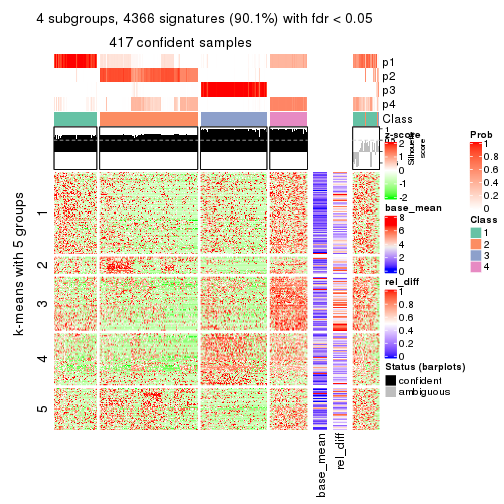 4 subgroups, 4366 signatures (90.1%) with fdr < 0.05
417 confident samples
p1
p2
p3
p4
Class
1
0
Silhouette
score
k-means with 5 groups
1
2
3
4
5
base_mean
rel_diff
z-score
2
1
0
-1
-2
base_mean
8
6
4
2
0
rel_diff
1
0.8
0.6
0.4
0.2
0
Status (barplots)
confident
ambiguous
Prob
1
0.8
0.6
0.4
0.2
0
Class
1
2
3
4